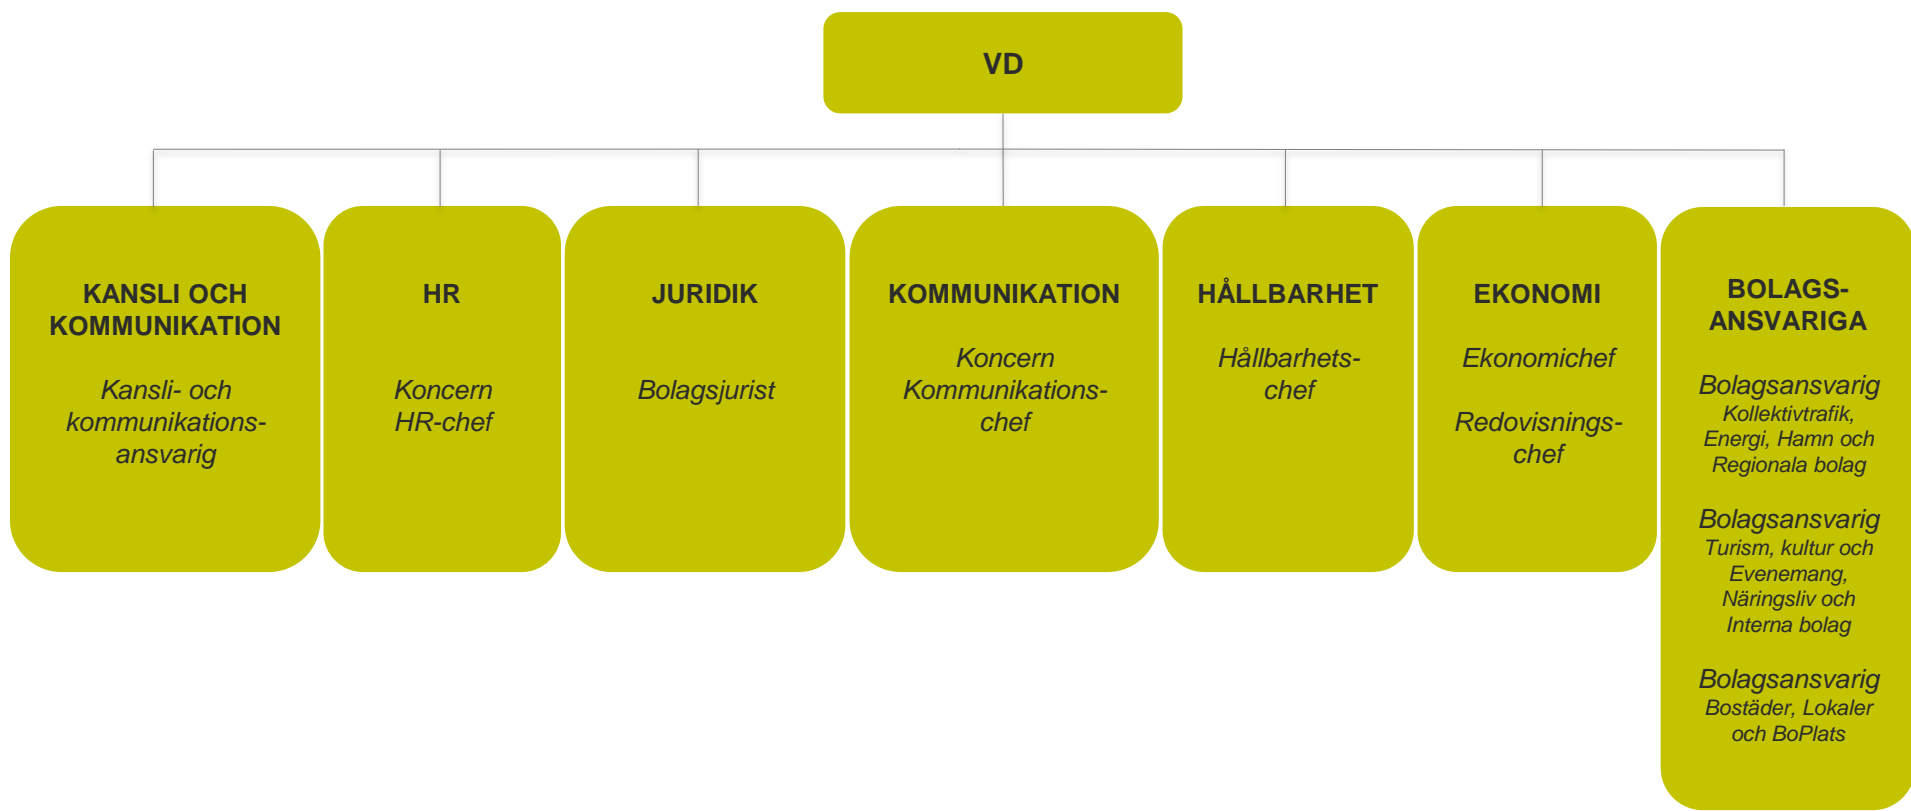 VD
KANSLI OCH
KOMMUNIKATION
Kansli- och
kommunikations-
ansvarig
HR
Koncern
HR-chef
JURIDIK
Bolagsjurist
KOMMUNIKATION
Koncern
Kommunikations-
chef
HÅLLBARHET
Hållbarhets-
chef
EKONOMI
Ekonomichef
Redovisnings-
chef
BOLAGS-
ANSVARIGA
Bolagsansvarig
Kollektivtrafik,
Energi, Hamn och
Regionala bolag
Bolagsansvarig
Turism, kultur och
Evenemang,
Näringsliv och
Interna bolag
Bolagsansvarig
Bostäder, Lokaler
och BoPlats